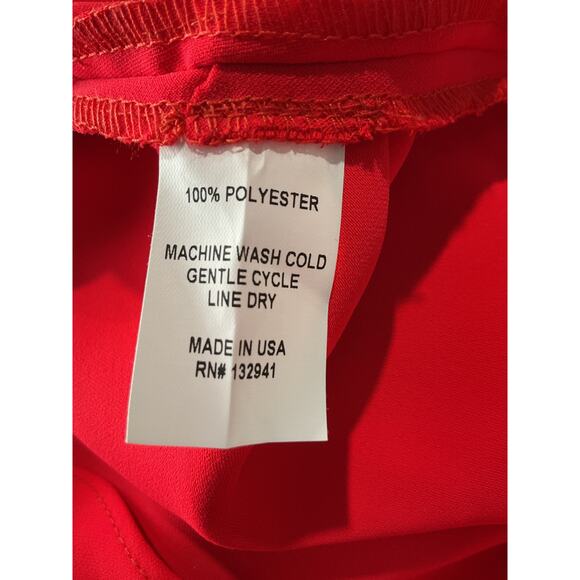 100% POLYESTER
MACHINE WASH COLD
GENTLE CYCLE
LINE DRY
MADE IN USA
RN# 132941